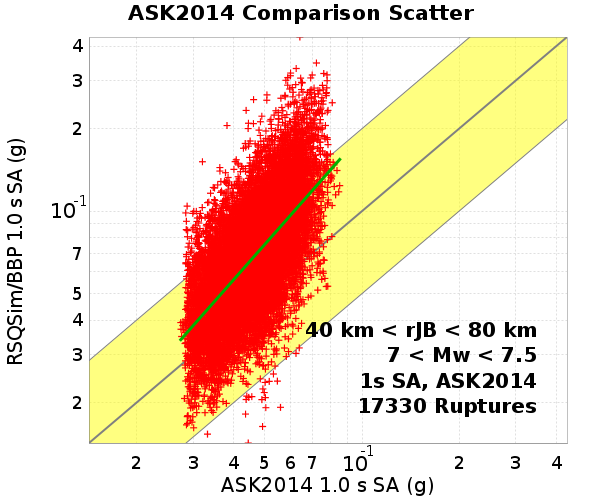 ASK2014 Comparison Scatter
RSQSim/BBP 1.0 s SA (g)
4
3
2
10-1
7
5
4
3
2
40 km < rJB < 80 km
7 < Mw < 7.5
1s SA, ASK2014
17330 Ruptures
2 3 4 5 6 7 10-1 2 3 4
ASK2014 1.0 s SA (g)